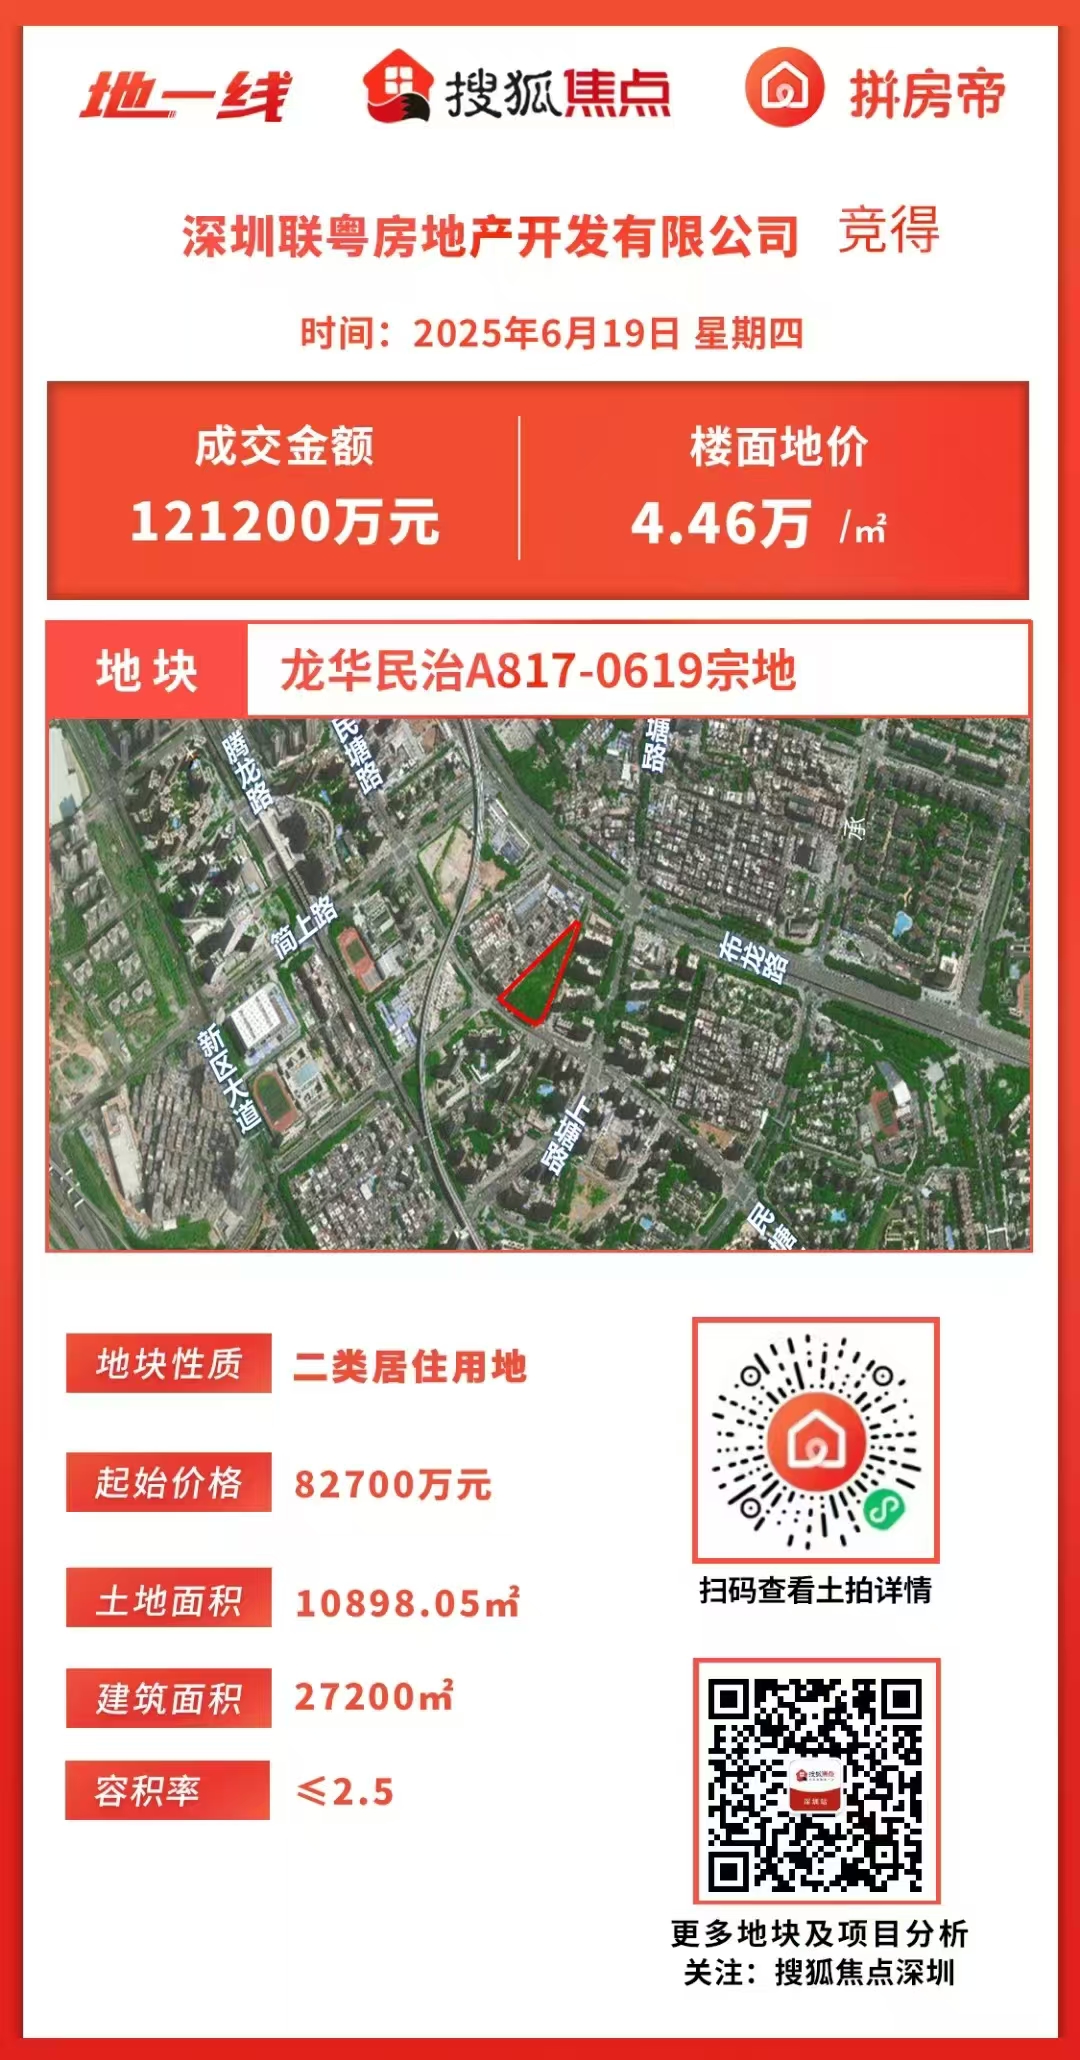 地一线
搜狐焦点
拼房帝
深圳联粤房地产开发有限公司 竞得
时间：2025年6月19日 星期四
成交金额
121200万元
楼面地价
4.46万 /㎡
地块
龙华民治A817-0619宗地
腾龙路
民塘路
民塘路
承
简上路
布龙路
新区大道
上塘路
民塘
地块性质 二类居住用地
起始价格 82700万元
土地面积 10898.05㎡
建筑面积 27200㎡
容积率 ≤2.5
扫码查看土拍详情
搜狐焦点
深圳站
更多地块及项目分析
关注：搜狐焦点深圳